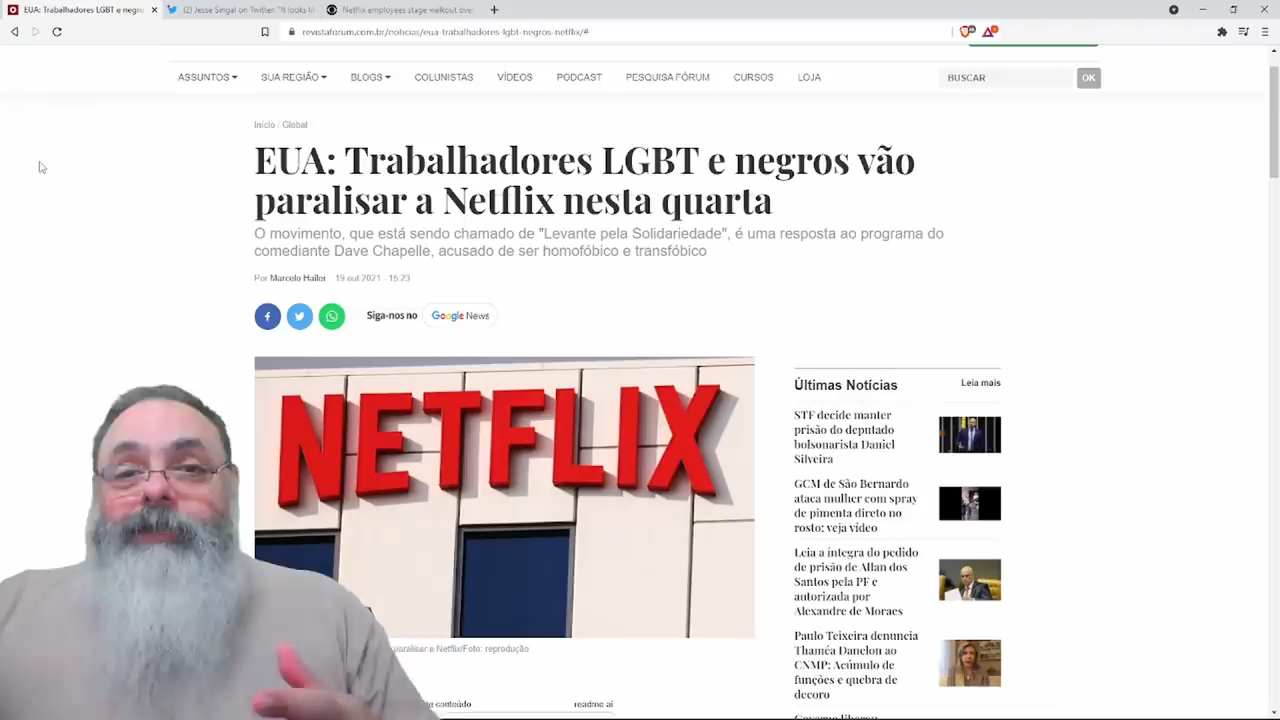 EUA: Trabalhadores LGBT e negro
(2) Jesse Singal on Twitter: "It looks li
Netflix employees stage walkout over
revistaforum.com.br/noticias/eua-trabalhadores-lgbt-negros-netflix/#
ASSUNTOS
SUA REGIÃO
BLOGS
COLUNISTAS
VÍDEOS
PODCAST
PESQUISA FÓRUM
CURSOS
LOJA
BUSCAR
OK
Início / Global
EUA: Trabalhadores LGBT e negros vão
paralisar a Netflix nesta quarta
O movimento, que está sendo chamado de "Levante pela Solidariedade", é uma resposta ao programa do
comediante Dave Chapelle, acusado de ser homofóbico e transfóbico
Por Marcelo Hailer 19 out 2021 - 15:23
Siga-nos no
Google News
NETFLIX
paralisar a Netflix/Foto: reprodução
conteúdo
readme ai
Últimas Notícias
Leia mais
STF decide manter
prisão do deputado
bolsonarista Daniel
Silveira
GCM de São Bernardo
ataca mulher com spray
de pimenta direto no
rosto: veja vídeo
Leia a íntegra do pedido
de prisão de Allan dos
Santos pela PF e
autorizada por
Alexandre de Moraes
Paulo Teixeira denuncia
Thaméa Danelon ao
CNMP: Acúmulo de
funções e quebra de
decoro